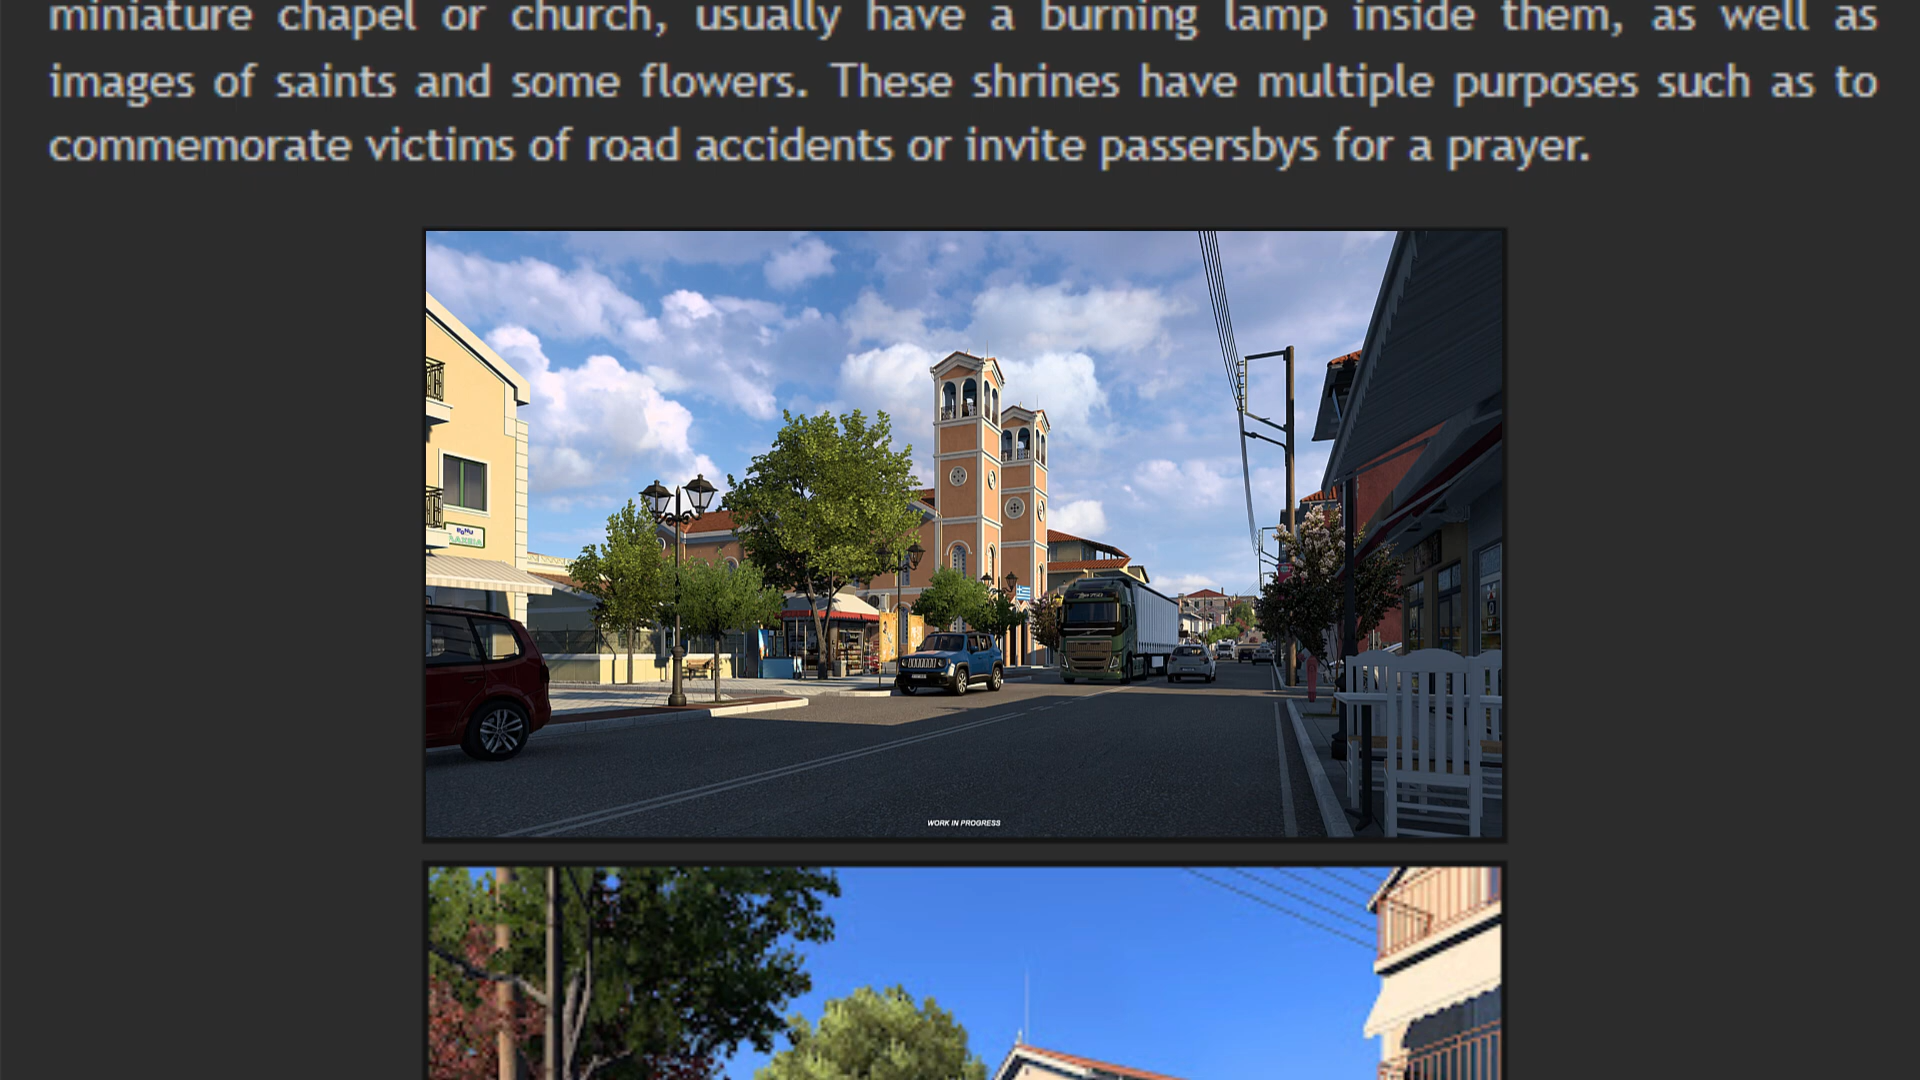 miniature chapel or church, usually have a burning lamp inside them, as well as
images of saints and some flowers. These shrines have multiple purposes such as to
commemorate victims of road accidents or invite passersbys for a prayer.
WORK IN PROGRESS